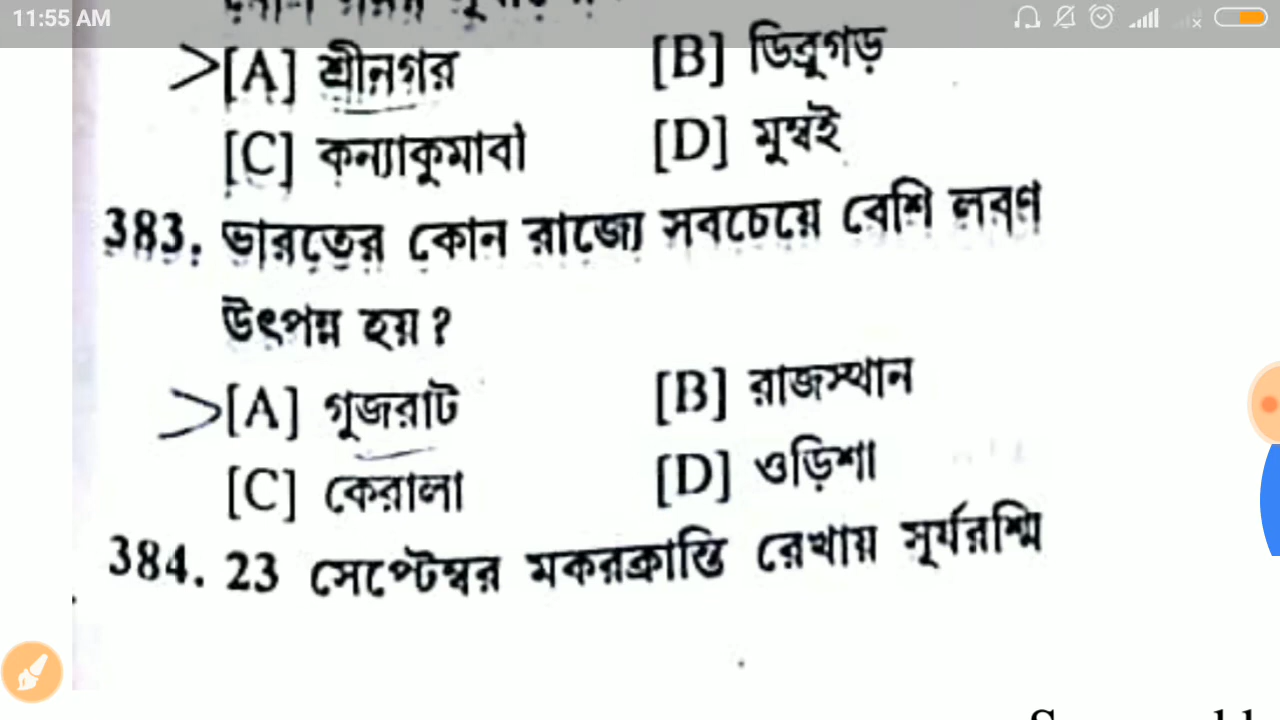 11:55 AM
[A] শ্রীনগর [B] ডিব্রুগড়
[C] কন্যাকুমাবী [D] মুম্বই
383. ভারতের কোন রাজ্যে সবচেয়ে বেশি লবণ
উৎপন্ন হয়?
[A] গুজরাট [B] রাজস্থান
[C] কেরালা [D] ওড়িশা
384. 23 সেপ্টেম্বর মকরক্রান্তি রেখায় সূর্যরশ্মি